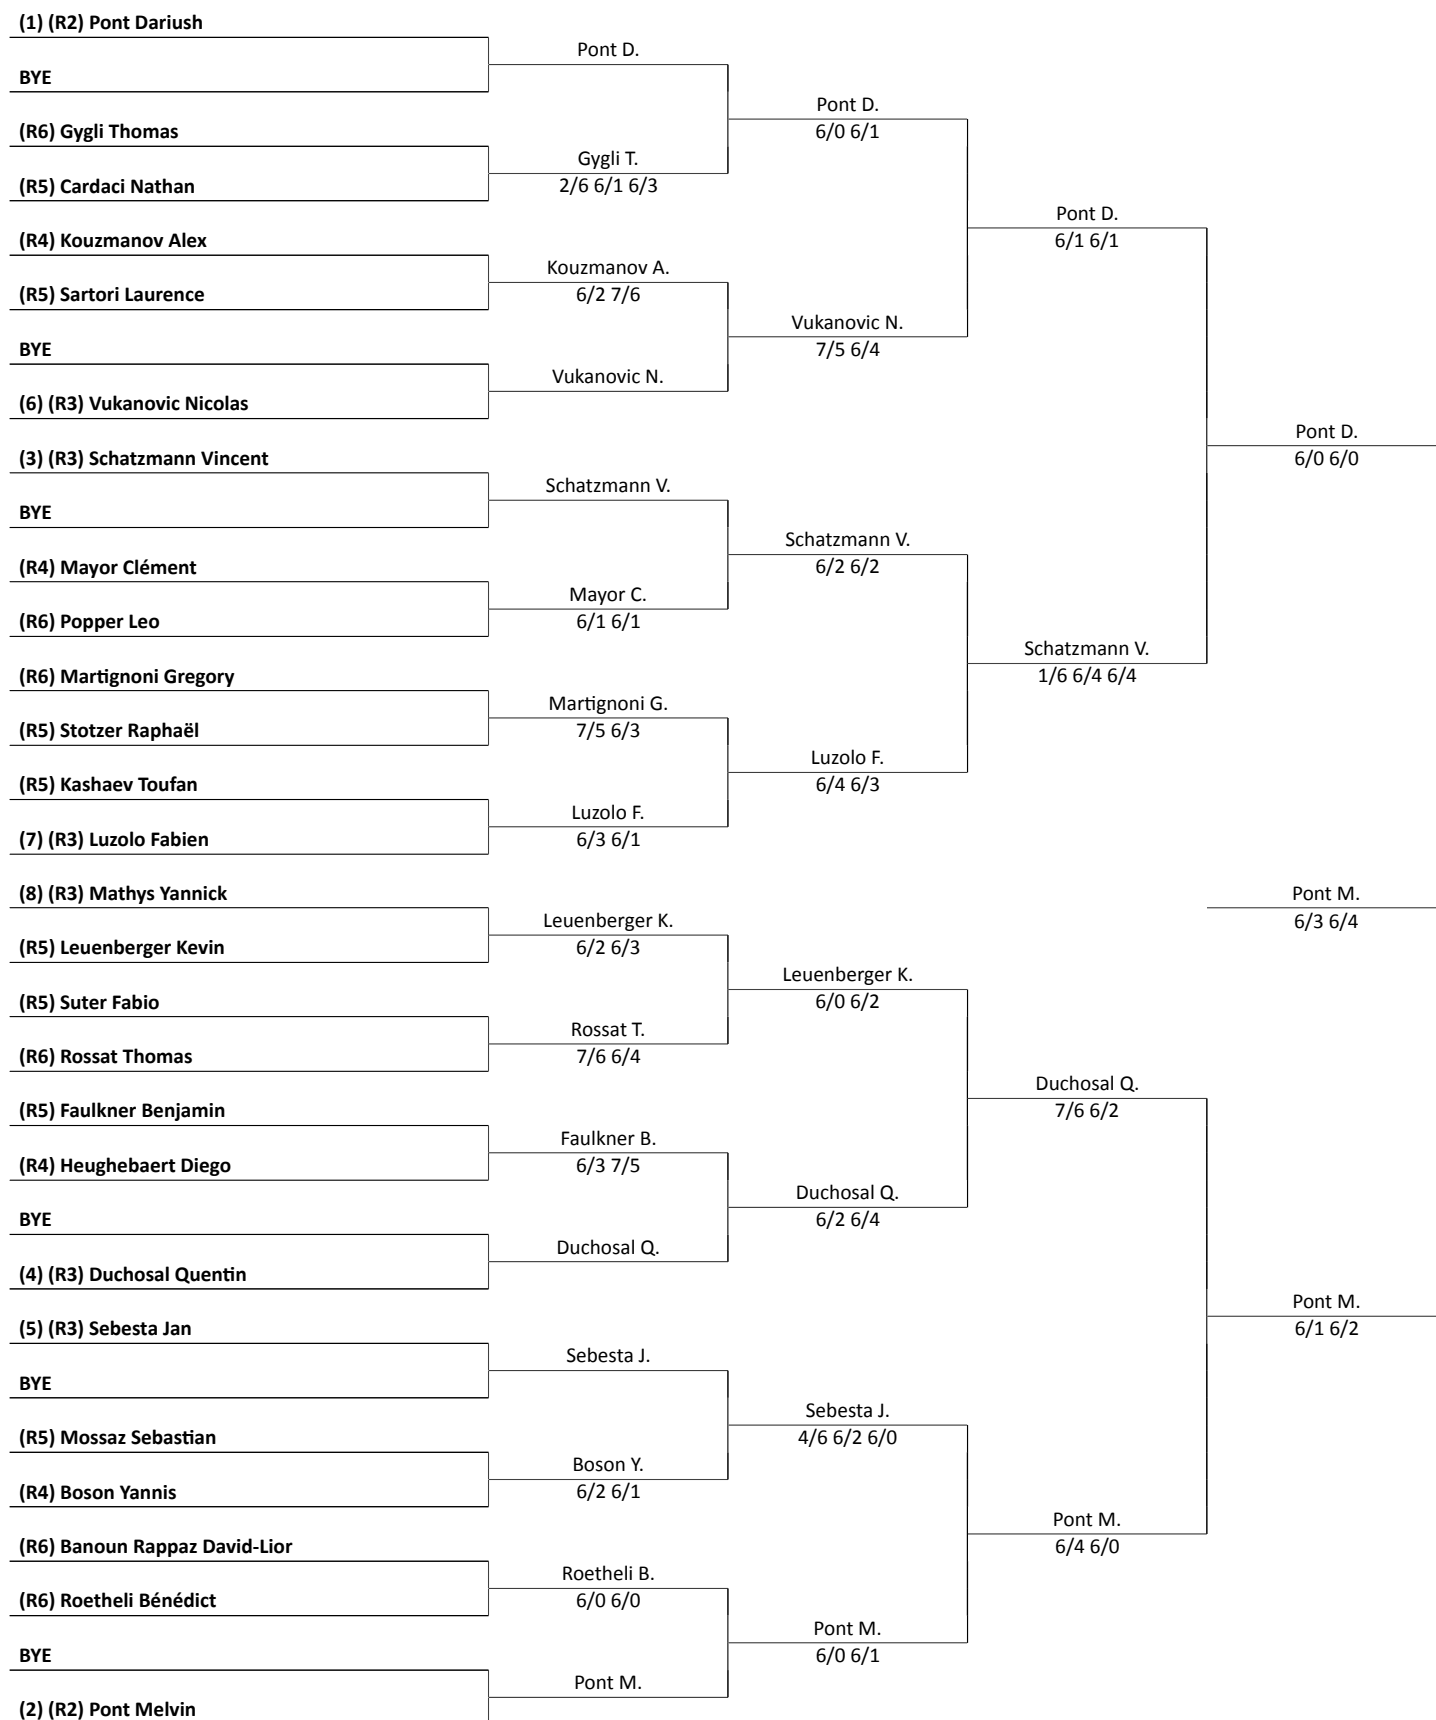 (1) (R2) Pont Dariush
BYE
(R6) Gygli Thomas
(R5) Cardaci Nathan
(R4) Kouzmanov Alex
(R5) Sartori Laurence
BYE
(6) (R3) Vukanovic Nicolas
(3) (R3) Schatzmann Vincent
BYE
(R4) Mayor Clément
(R6) Popper Leo
(R6) Martignoni Gregory
(R5) Stotzer Raphaël
(R5) Kashaev Toufan
(7) (R3) Luzolo Fabien
(8) (R3) Mathys Yannick
(R5) Leuenberger Kevin
(R5) Suter Fabio
(R6) Rossat Thomas
(R5) Faulkner Benjamin
(R4) Heughebaert Diego
BYE
(4) (R3) Duchosal Quentin
(5) (R3) Sebesta Jan
BYE
(R5) Mossaz Sebastian
(R4) Boson Yannis
(R6) Banoun Rappaz David-Lior
(R6) Roetheli Bénédict
BYE
(2) (R2) Pont Melvin
Pont D.
Gygli T.
2/6 6/1 6/3
Kouzmanov A.
6/2 7/6
Vukanovic N.
Schatzmann V.
Mayor C.
6/1 6/1
Martignoni G.
7/5 6/3
Luzolo F.
6/3 6/1
Leuenberger K.
6/2 6/3
Rossat T.
7/6 6/4
Faulkner B.
6/3 7/5
Duchosal Q.
Sebesta J.
Boson Y.
6/2 6/1
Roetheli B.
6/0 6/0
Pont M.
Pont D.
6/0 6/1
Vukanovic N.
7/5 6/4
Schatzmann V.
6/2 6/2
Luzolo F.
6/4 6/3
Leuenberger K.
6/0 6/2
Duchosal Q.
6/2 6/4
Sebesta J.
4/6 6/2 6/0
Pont M.
6/0 6/1
Pont D.
6/1 6/1
Schatzmann V.
1/6 6/4 6/4
Duchosal Q.
7/6 6/2
Pont M.
6/4 6/0
Pont D.
6/0 6/0
Pont M.
6/3 6/4
Pont M.
6/1 6/2